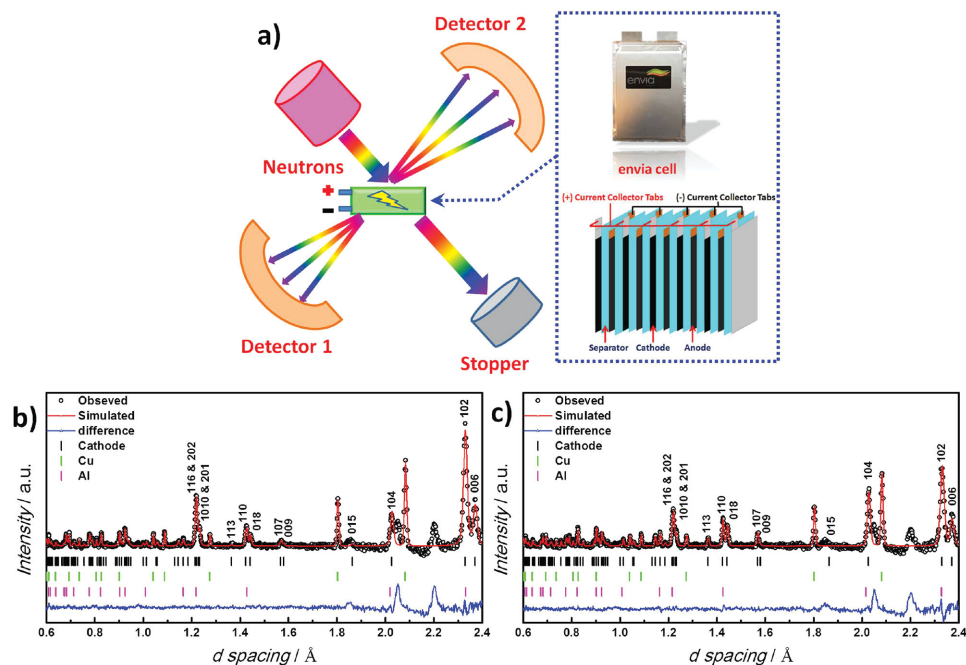 a)
Detector 2
Neutrons
+
-
envia
envia cell
(+) Current Collector Tabs
(-) Current Collector Tabs
Separator
Cathode
Anode
Detector 1
Stopper
b)
Obseved
Simulated
difference
Cathode
Cu
Al
116 & 202
1010 & 201
113
110
018
107
009
015
104
102
006
Intensity / a.u.
0.6 0.8 1.0 1.2 1.4 1.6 1.8 2.0 2.2 2.4
d spacing / Å
c)
Obseved
Simulated
difference
Cathode
Cu
Al
116 & 202
1010 & 201
113
110
018
107
009
015
104
102
006
Intensity / a.u.
0.6 0.8 1.0 1.2 1.4 1.6 1.8 2.0 2.2 2.4
d spacing / Å